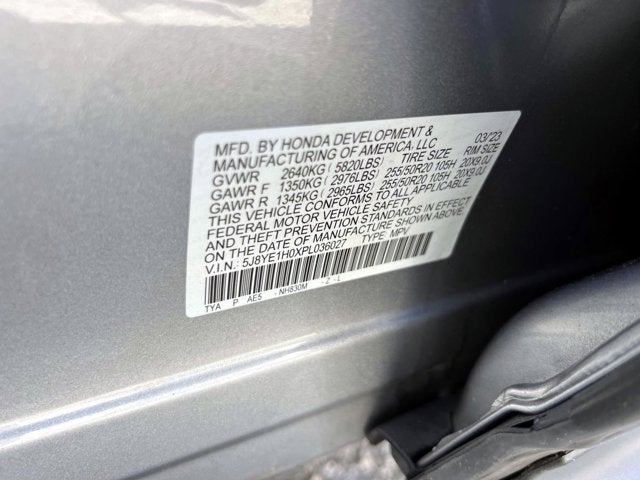 MFD. BY HONDA DEVELOPMENT &
MANUFACTURING OF AMERICA, LLC 03/23
GVWR 2640KG (5820LBS) TIRE SIZE RIM SIZE
GAWR F 1350KG (2976LBS) 255/50R20 105H 20X9.0J
GAWR R 1345KG (2965LBS) 255/50R20 105H 20X9.0J
THIS VEHICLE CONFORMS TO ALL APPLICABLE
FEDERAL MOTOR VEHICLE SAFETY
AND THEFT PREVENTION STANDARDS IN EFFECT
ON THE DATE OF MANUFACTURE SHOWN ABOVE.
V.I.N.: 5J8YE1H0XPL036027 TYPE: MPV
TYA P AE5 - NH830M - Z - L